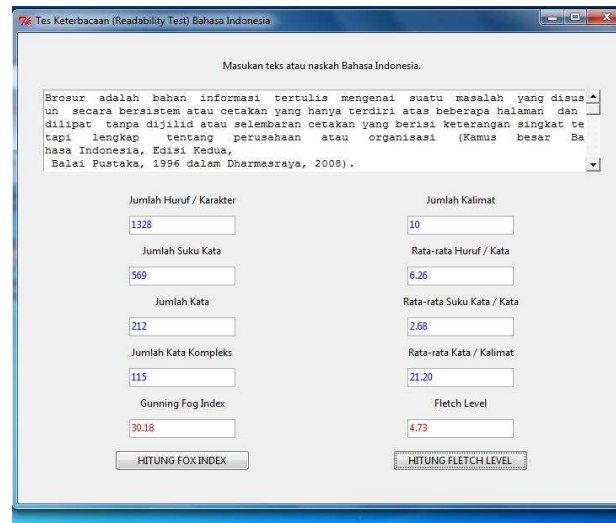 Tes Keterbacaan (Readability Test) Bahasa Indonesia
Masukan teks atau naskah Bahasa Indonesia.
Brosur adalah bahan informasi tertulis mengenai suatu masalah yang disus
un secara bersistem atau cetakan yang hanya terdiri atas beberapa halaman dan
dilipat tanpa dijilid atau selembaran cetakan yang berisi keterangan singkat te
tapi lengkap tentang perusahaan atau organisasi (Kamus besar Ba
hasa Indonesia, Edisi Kedua,
Balai Pustaka, 1996 dalam Dharmasraya, 2008).
Jumlah Huruf / Karakter
1328
Jumlah Kalimat
10
Jumlah Suku Kata
569
Rata-rata Huruf / Kata
6.26
Jumlah Kata
212
Rata-rata Suku Kata / Kata
2.68
Jumlah Kata Kompleks
115
Rata-rata Kata / Kalimat
21.20
Gunning Fog Index
30.18
Fletch Level
4.73
HITUNG FOX INDEX
HITUNG FLETCH LEVEL